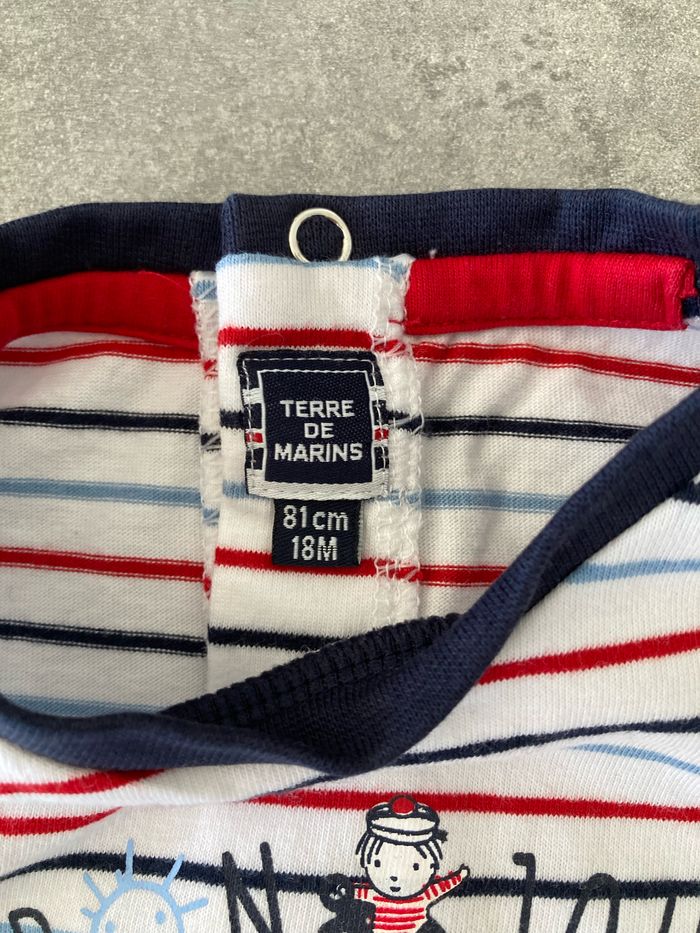 TERRE
DE
MARINS
81cm
18M